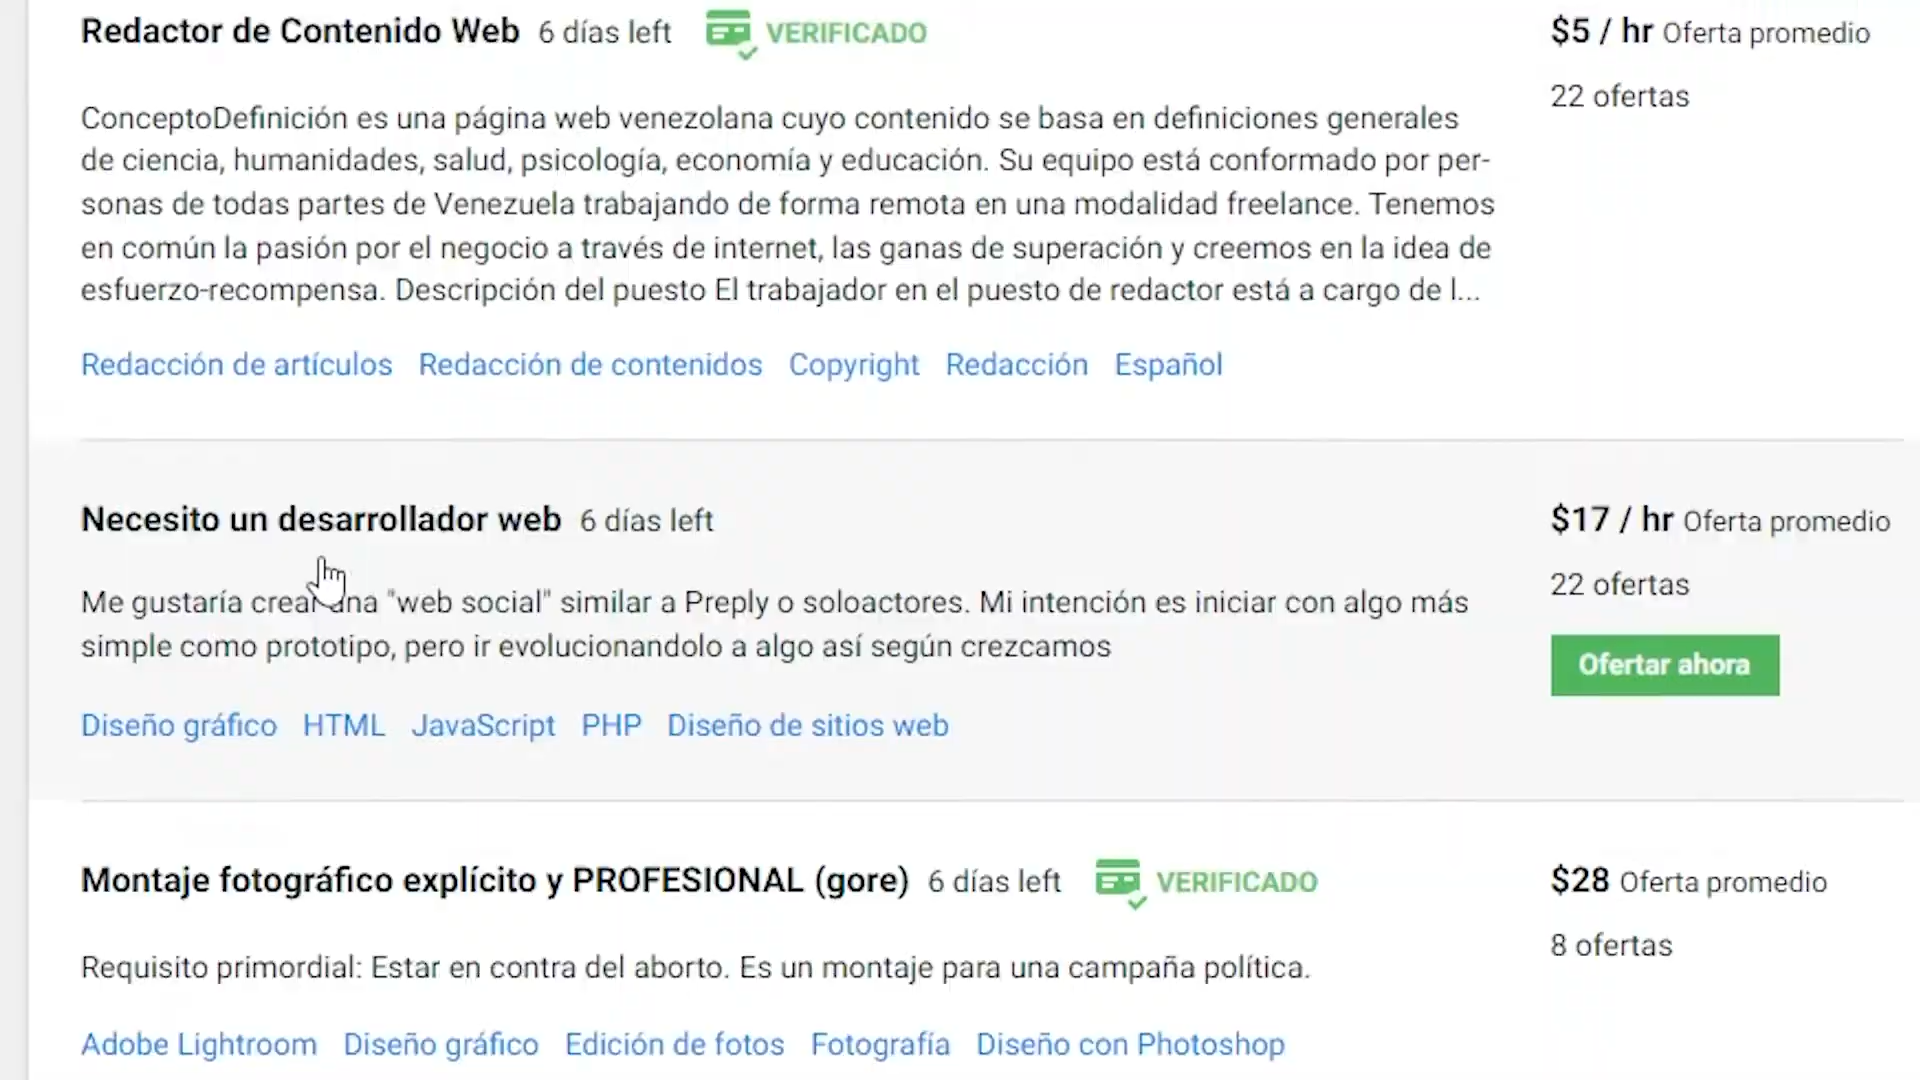 Redactor de Contenido Web 6 días left VERIFICADO
$5 / hr Oferta promedio
22 ofertas
ConceptoDefinición es una página web venezolana cuyo contenido se basa en definiciones generales
de ciencia, humanidades, salud, psicología, economía y educación. Su equipo está conformado por per-
sonas de todas partes de Venezuela trabajando de forma remota en una modalidad freelance. Tenemos
en común la pasión por el negocio a través de internet, las ganas de superación y creemos en la idea de
esfuerzo-recompensa. Descripción del puesto El trabajador en el puesto de redactor está a cargo de l...
Redacción de artículos Redacción de contenidos Copyright Redacción Español
Necesito un desarrollador web 6 días left
$17 / hr Oferta promedio
22 ofertas
Ofertar ahora
Me gustaría crear una "web social" similar a Preply o soloactores. Mi intención es iniciar con algo más
simple como prototipo, pero ir evolucionandolo a algo así según crezcamos
Diseño gráfico HTML JavaScript PHP Diseño de sitios web
Montaje fotográfico explícito y PROFESIONAL (gore) 6 días left VERIFICADO
$28 Oferta promedio
8 ofertas
Requisito primordial: Estar en contra del aborto. Es un montaje para una campaña política.
Adobe Lightroom Diseño gráfico Edición de fotos Fotografía Diseño con Photoshop